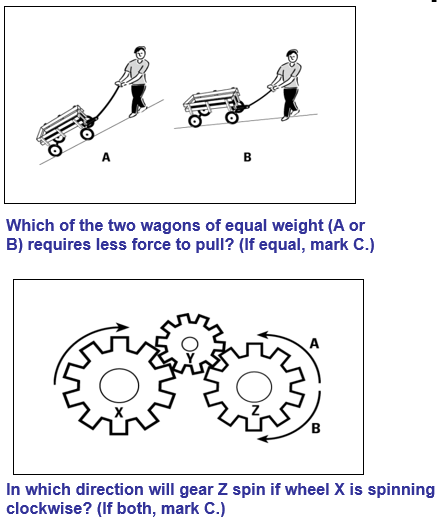 A
B
Which of the two wagons of equal weight (A or
B) requires less force to pull? (If equal, mark C.)
Y
A
X
Z
B
In which direction will gear Z spin if wheel X is spinning
clockwise? (If both, mark C.)